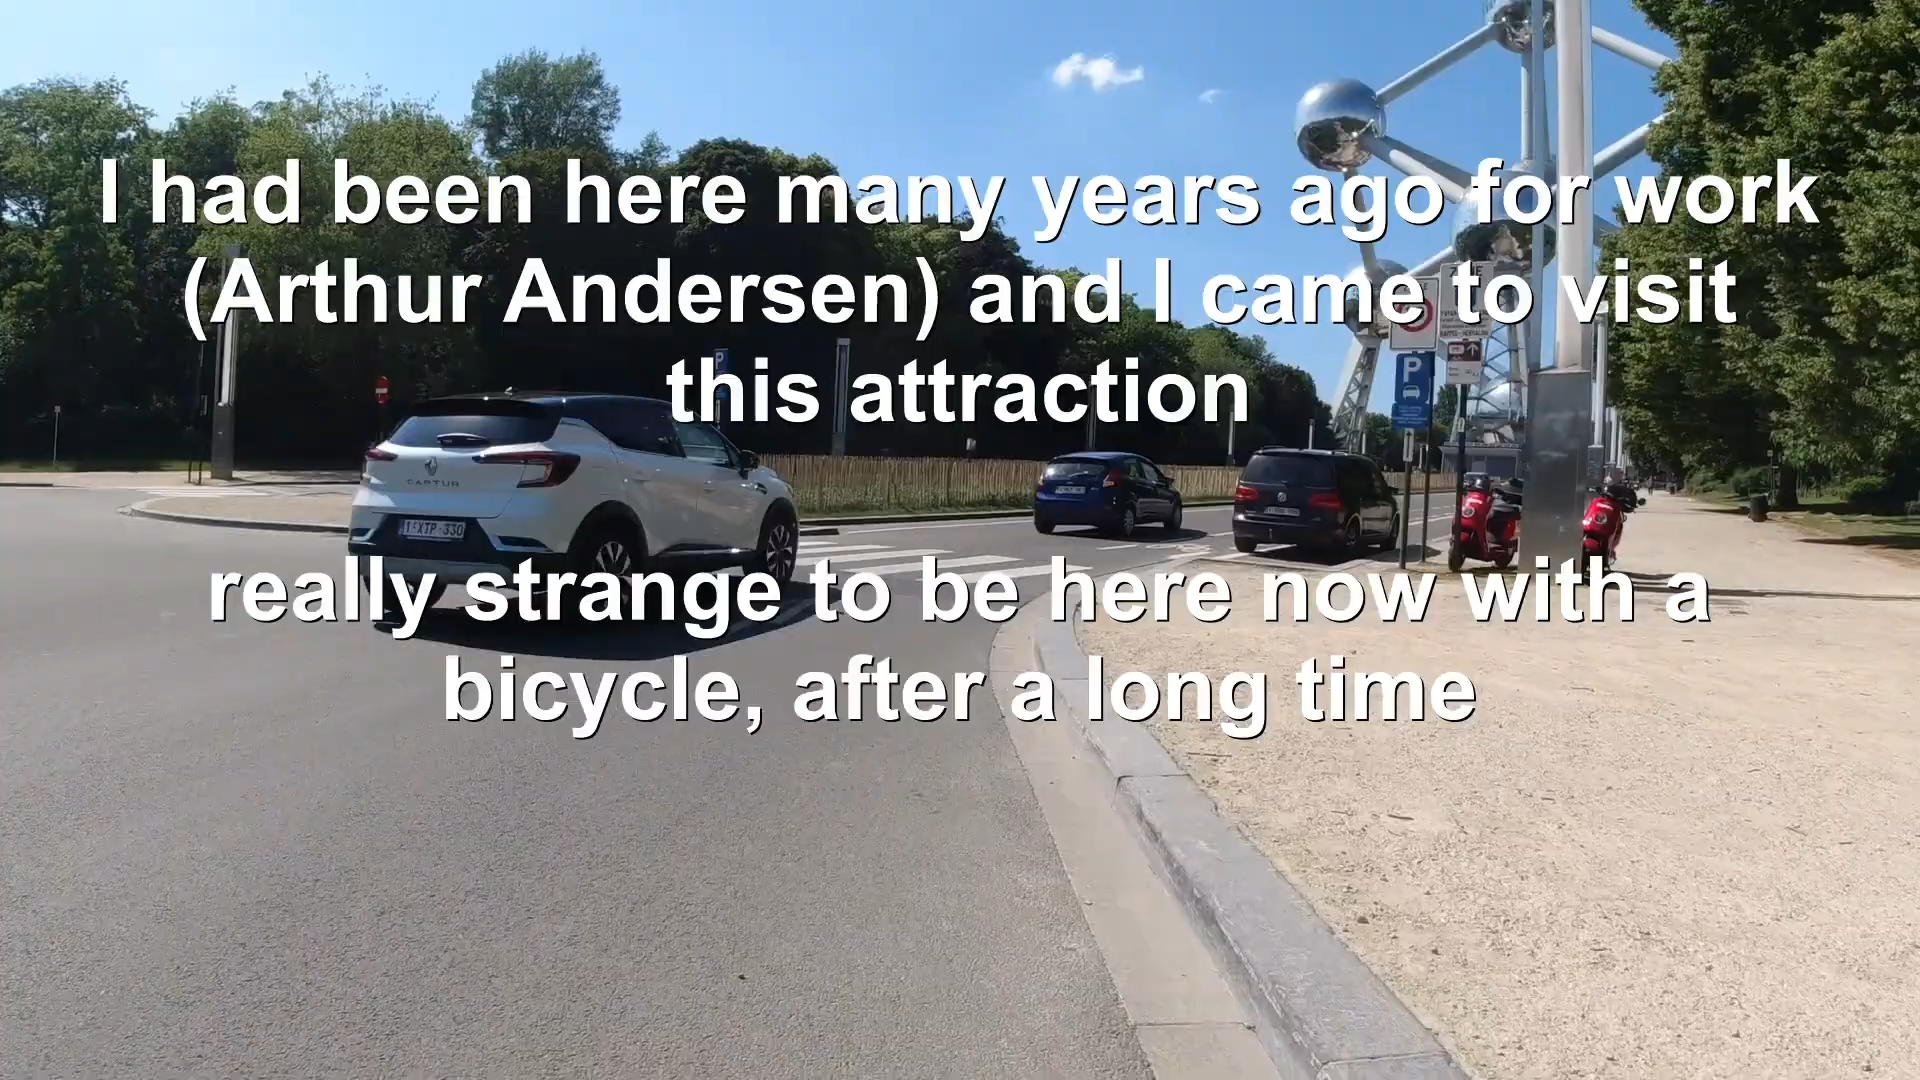 I had been here many years ago for work
(Arthur Andersen) and I came to visit
this attraction
really strange to be here now with a
bicycle, after a long time
CAPTUR
1-XTP-330
P
P
ZONE